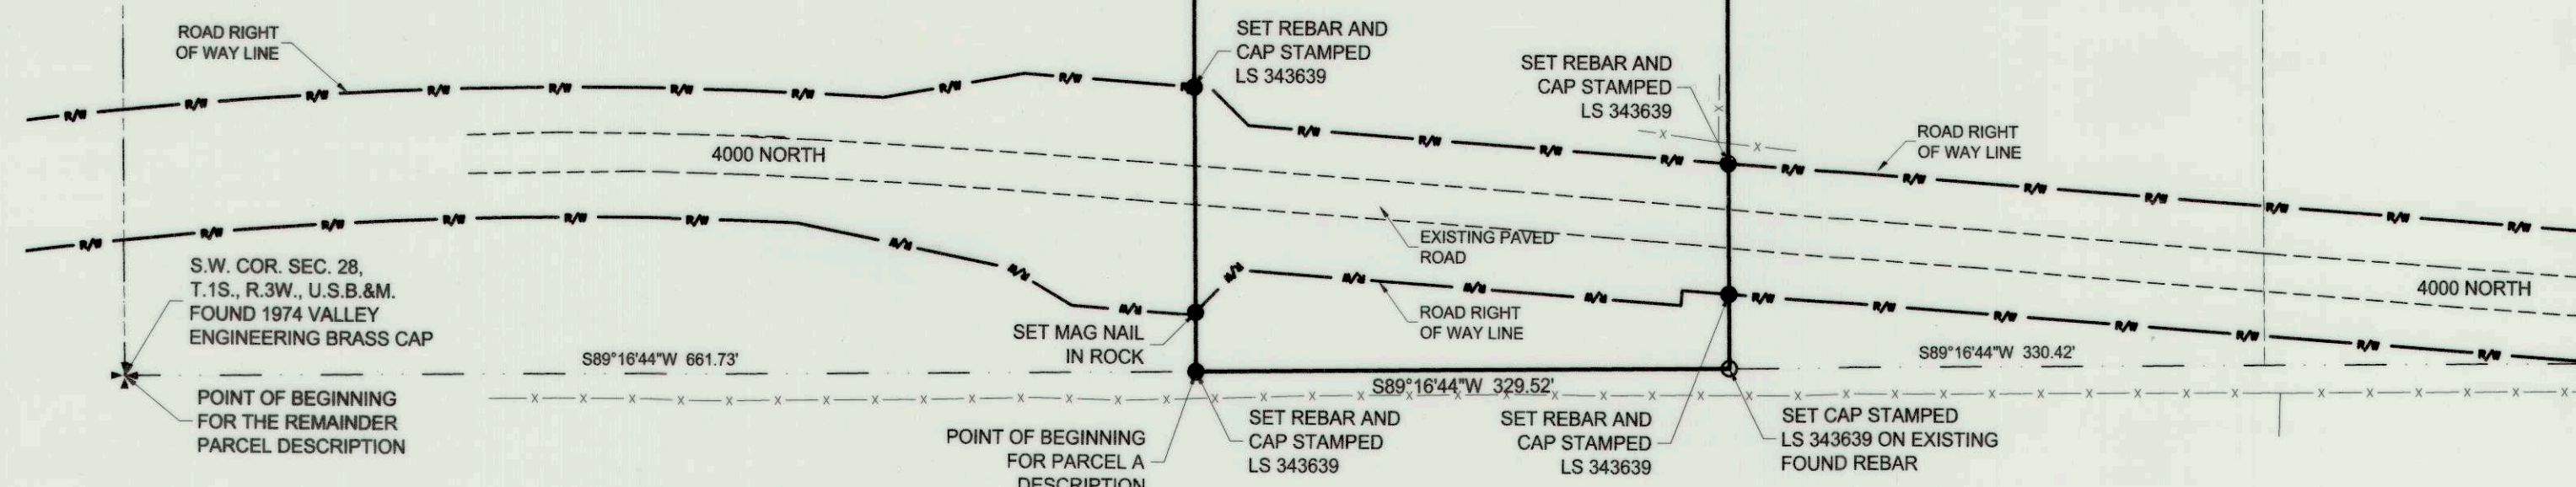 ROAD RIGHT
OF WAY LINE
SET REBAR AND
CAP STAMPED
LS 343639
SET REBAR AND
CAP STAMPED
LS 343639
ROAD RIGHT
OF WAY LINE
R/W R/W R/W R/W R/W R/W R/W R/W R/W R/W
R/W R/W R/W R/W R/W R/W R/W R/W R/W R/W R/W
X X X
4000 NORTH
EXISTING PAVED
ROAD
4000 NORTH
R/W R/W R/W R/W R/W R/W R/W R/W R/W
R/W R/W R/W R/W R/W R/W R/W R/W R/W R/W R/W
S.W. COR. SEC. 28,
T.1S., R.3W., U.S.B.&M.
FOUND 1974 VALLEY
ENGINEERING BRASS CAP
SET MAG NAIL
IN ROCK
ROAD RIGHT
OF WAY LINE
S89°16'44"W 661.73'
S89°16'44"W 329.52'
S89°16'44"W 330.42'
POINT OF BEGINNING
FOR THE REMAINDER
PARCEL DESCRIPTION
POINT OF BEGINNING
FOR PARCEL A
DESCRIPTION
SET REBAR AND
CAP STAMPED
LS 343639
SET REBAR AND
CAP STAMPED
LS 343639
SET CAP STAMPED
LS 343639 ON EXISTING
FOUND REBAR